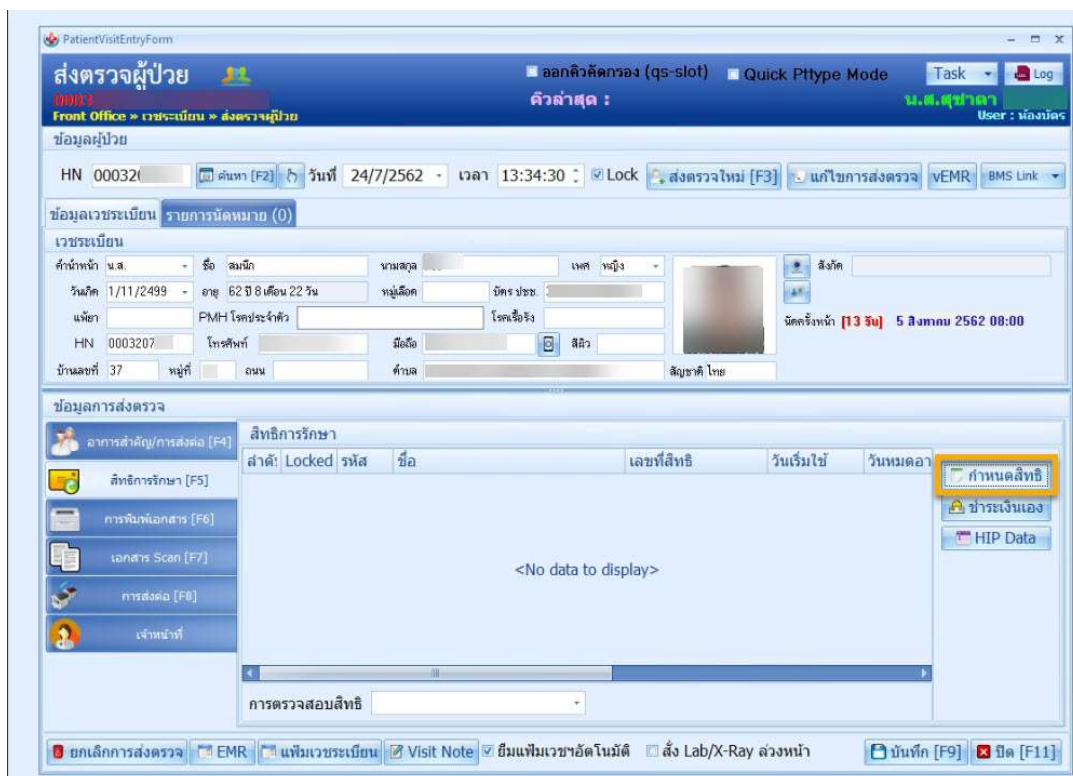 PatientVisitEntryForm
ส่งตรวจผู้ป่วย ออกคิวคัดกรอง (qs-slot) Quick Pttype Mode Task Log
0003 คิวล่าสุด : น.ส.สุชาดา
Front Office » เวชระเบียน » ส่งตรวจผู้ป่วย User : ห้องบัตร
ข้อมูลผู้ป่วย
HN 00032 ค้นหา [F2] วันที่ 24/7/2562 เวลา 13:34:30 Lock ส่งตรวจใหม่ [F3] แก้ไขการส่งตรวจ vEMR BMS Link
ข้อมูลเวชระเบียน รายการนัดหมาย (0)
เวชระเบียน
คำนำหน้า น.ส. ชื่อ สมนึก นามสกุล เพศ หญิง สังกัด
วันเกิด 1/11/2499 อายุ 62 ปี 8 เดือน 22 วัน หมู่เลือด บัตร ปชช.
แพ้ยา PMH โรคประจำตัว โรคเรื้อรัง นัดครั้งหน้า [13 วัน] 5 สิงหาคม 2562 08:00
HN 0003207 โทรศัพท์ มือถือ สีผิว
บ้านเลขที่ 37 หมู่ที่ ถนน ตำบล สัญชาติ ไทย
ข้อมูลการส่งตรวจ
อาการสำคัญ/การส่งต่อ [F4] สิทธิการรักษา
ลำดั Locked รหัส ชื่อ เลขที่สิทธิ วันเริ่มใช้ วันหมดอา
สิทธิการรักษา [F5] กำหนดสิทธิ
การพิมพ์เอกสาร [F6] ชำระเงินเอง
HIP Data
เอกสาร Scan [F7]
<No data to display>
การส่งต่อ [F8]
เจ้าหน้าที่
การตรวจสอบสิทธิ
ยกเลิกการส่งตรวจ EMR แฟ้มเวชระเบียน Visit Note ยืมแฟ้มเวชฯอัตโนมัติ สั่ง Lab/X-Ray ล่วงหน้า บันทึก [F9] ปิด [F11]